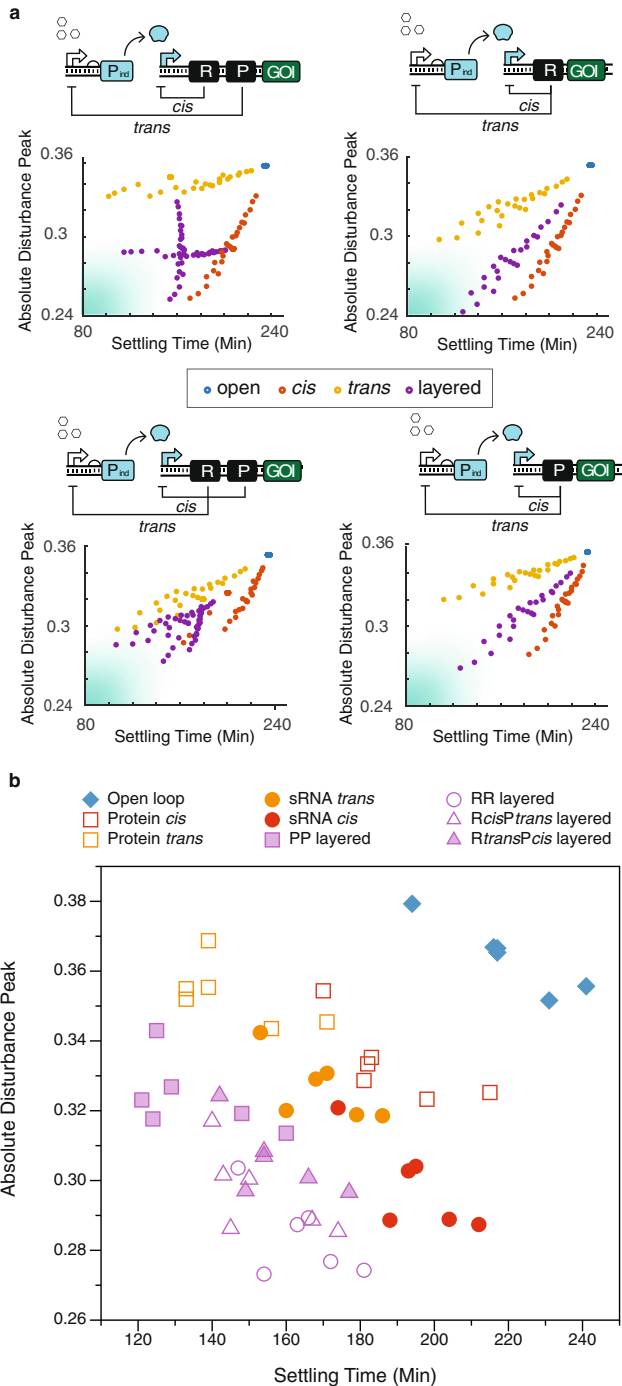 a
P ind R P GOI
cis
trans
P ind R GOI
cis
trans
Absolute Disturbance Peak
0.36
0.3
0.24
80
240
Settling Time (Min)
Absolute Disturbance Peak
0.36
0.3
0.24
80
240
Settling Time (Min)
open cis trans layered
P ind R P GOI
cis
trans
P ind P GOI
cis
trans
Absolute Disturbance Peak
0.36
0.3
0.24
80
240
Settling Time (Min)
Absolute Disturbance Peak
0.36
0.3
0.24
80
240
Settling Time (Min)
b
Open loop
Protein cis
Protein trans
sRNA trans
sRNA cis
PP layered
RR layered
RcisPtrans layered
RtransPcis layered
Absolute Disturbance Peak
0.38
0.36
0.34
0.32
0.30
0.28
0.26
120 140 160 180 200 220 240
Settling Time (Min)